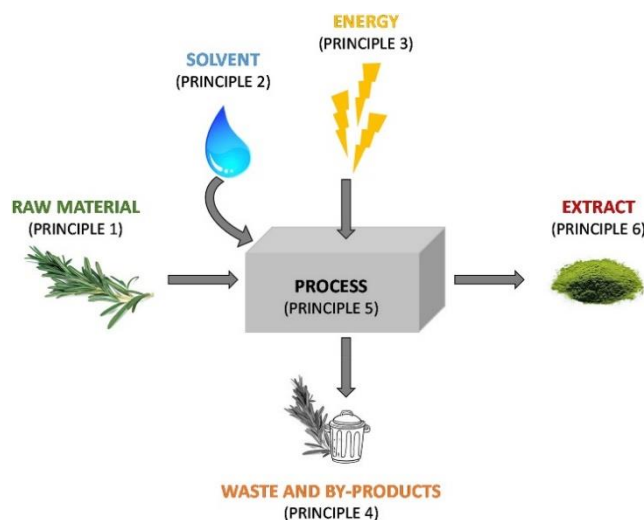 ENERGY
(PRINCIPLE 3)
SOLVENT
(PRINCIPLE 2)
RAW MATERIAL
(PRINCIPLE 1)
EXTRACT
(PRINCIPLE 6)
PROCESS
(PRINCIPLE 5)
WASTE AND BY-PRODUCTS
(PRINCIPLE 4)